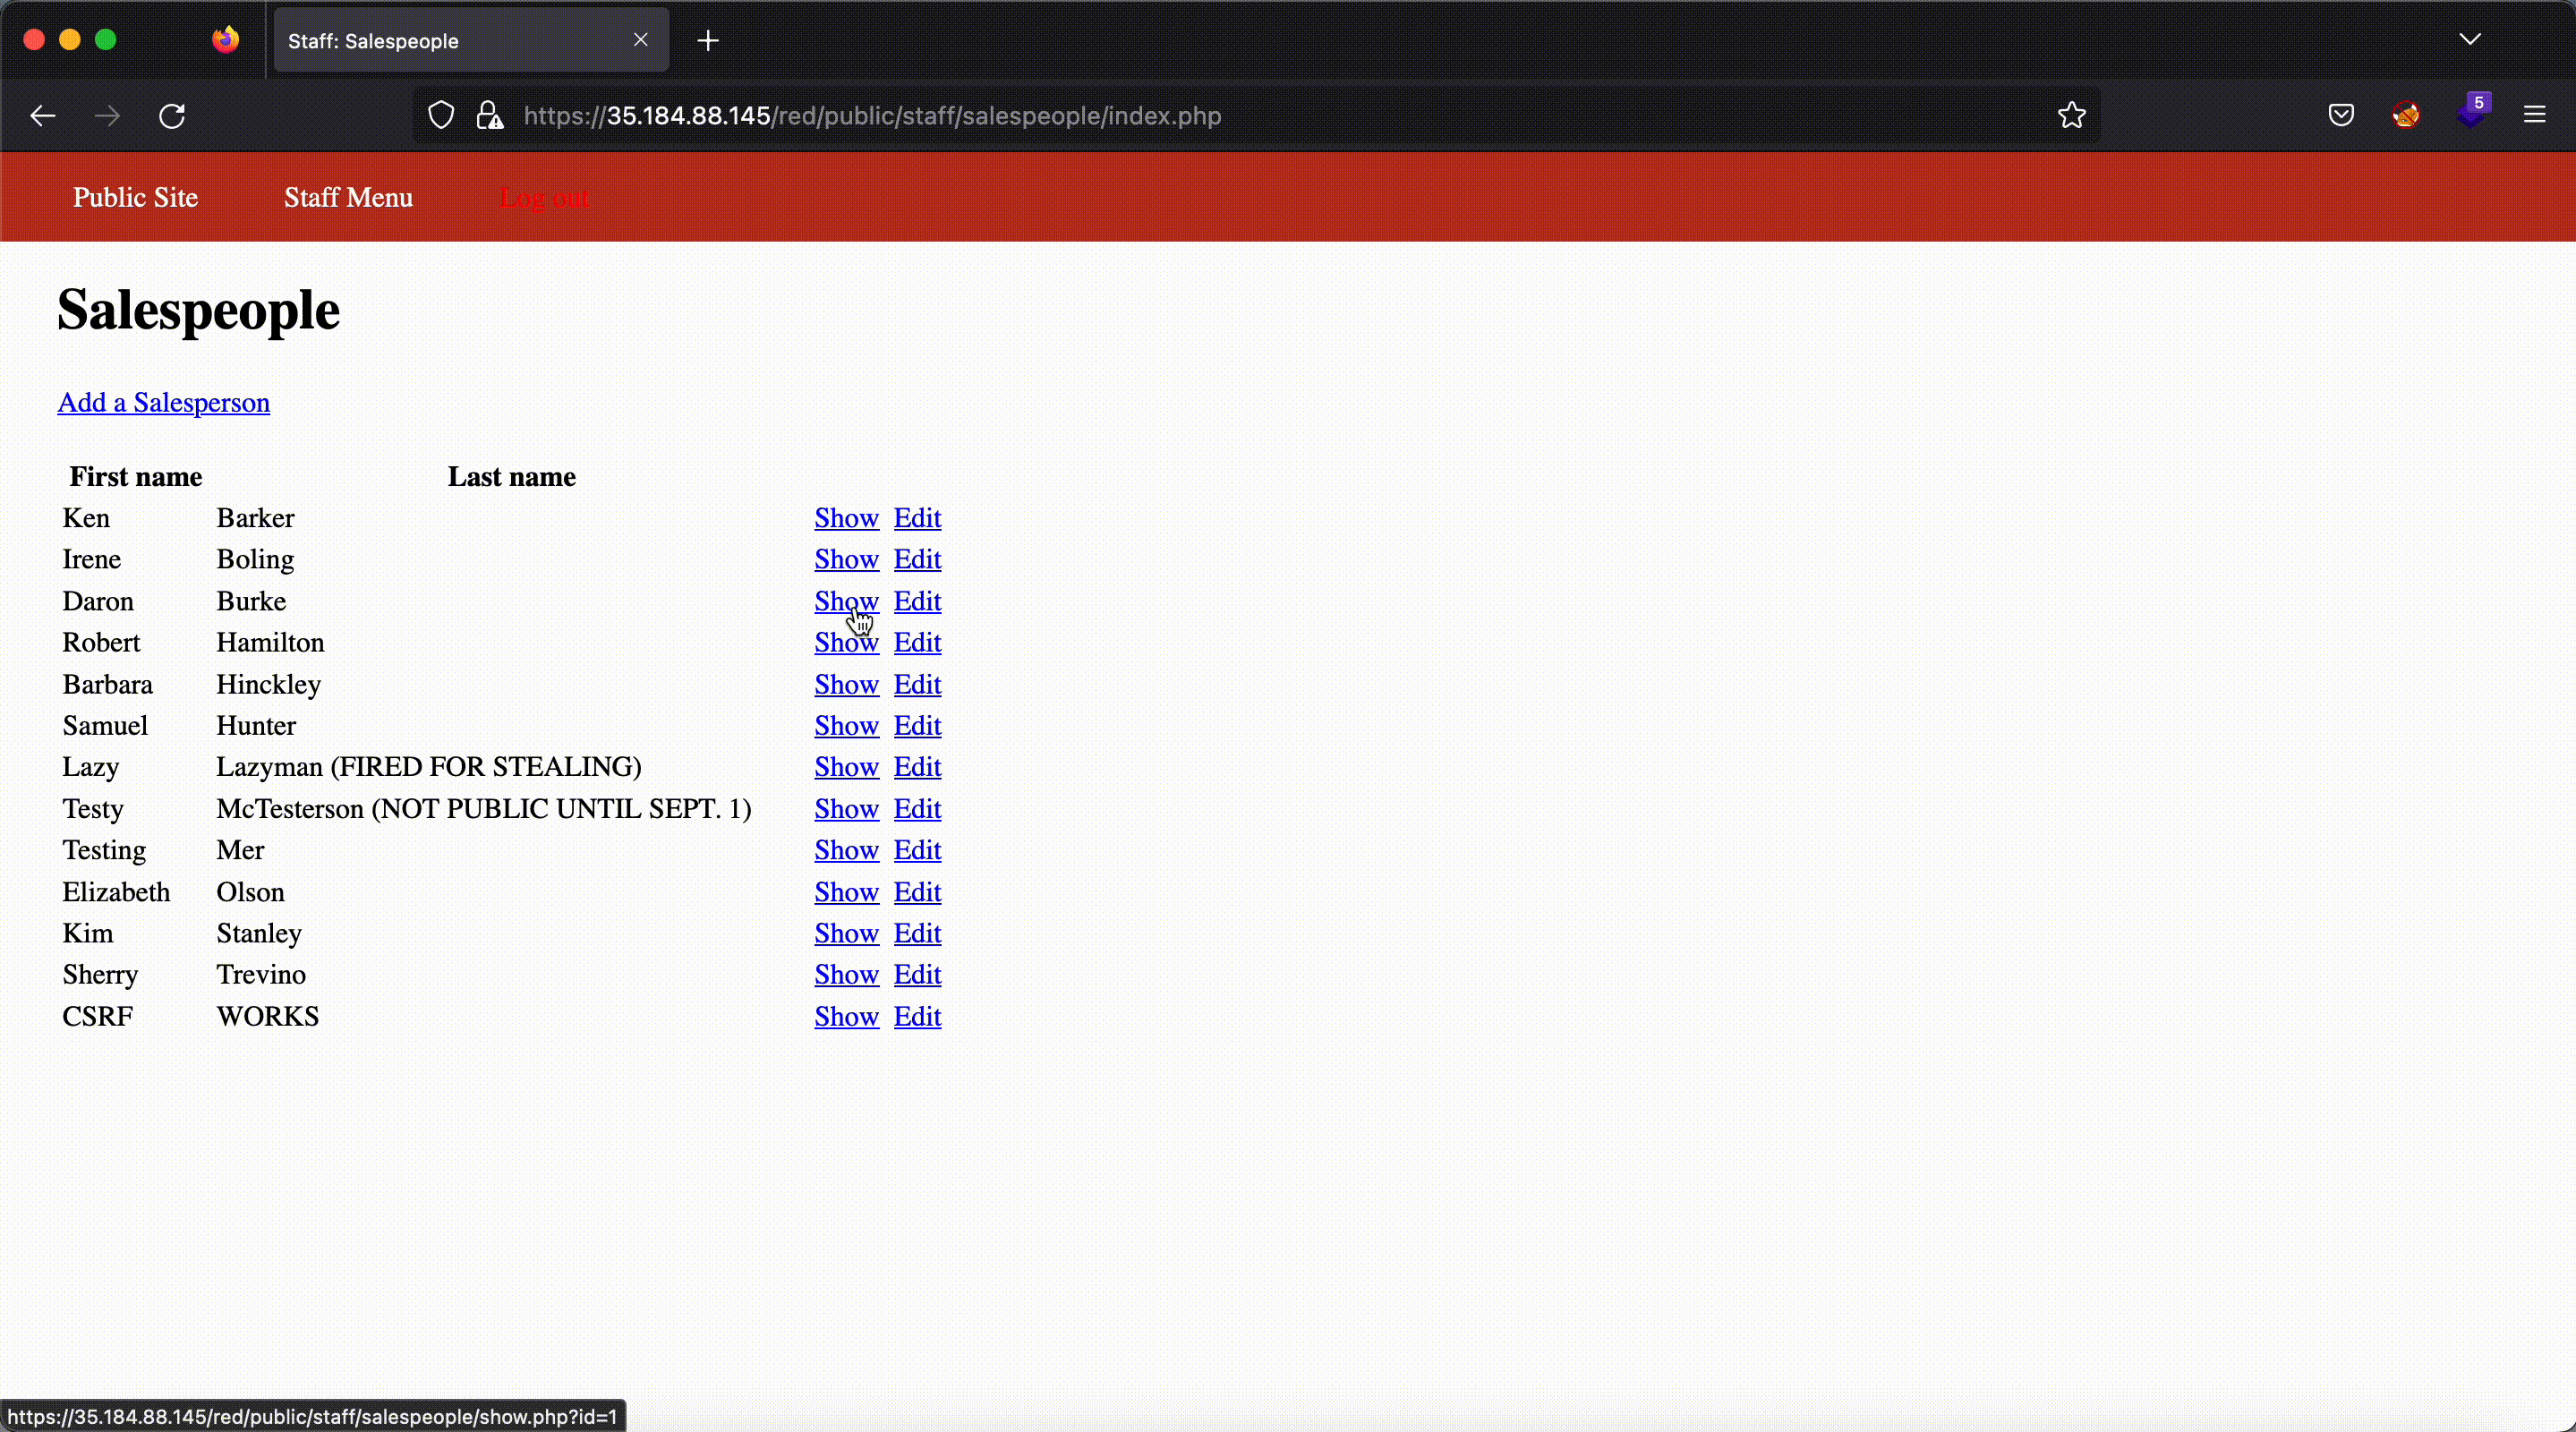 Staff: Salespeople
https://35.184.88.145/red/public/staff/salespeople/index.php
5
Public Site Staff Menu Log out
Salespeople
Add a Salesperson
First name Last name
Ken Barker Show Edit
Irene Boling Show Edit
Daron Burke Show Edit
Robert Hamilton Show Edit
Barbara Hinckley Show Edit
Samuel Hunter Show Edit
Lazy Lazyman (FIRED FOR STEALING) Show Edit
Testy McTesterson (NOT PUBLIC UNTIL SEPT. 1) Show Edit
Testing Mer Show Edit
Elizabeth Olson Show Edit
Kim Stanley Show Edit
Sherry Trevino Show Edit
CSRF WORKS Show Edit
https://35.184.88.145/red/public/staff/salespeople/show.php?id=1